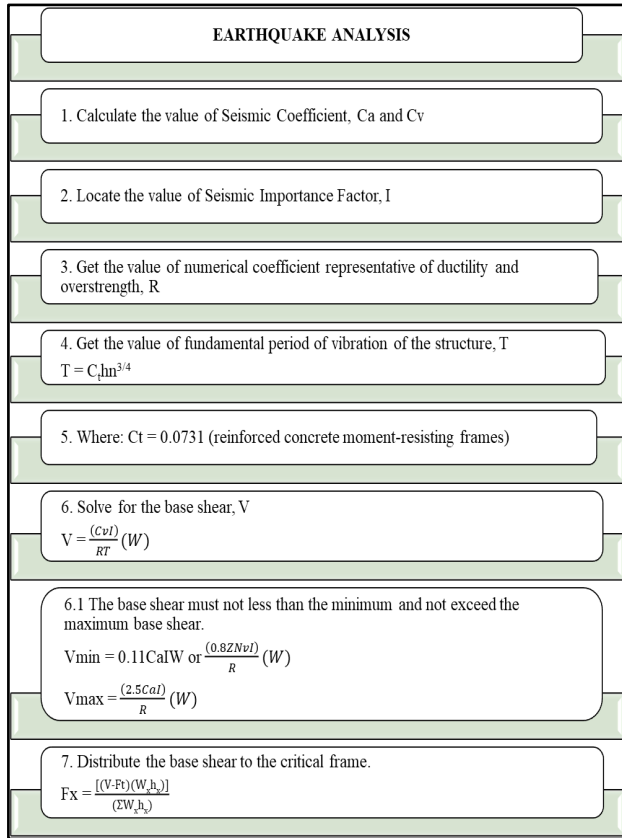 EARTHQUAKE ANALYSIS
1. Calculate the value of Seismic Coefficient, Ca and Cv
2. Locate the value of Seismic Importance Factor, I
3. Get the value of numerical coefficient representative of ductility and
overstrength, R
4. Get the value of fundamental period of vibration of the structure, T
T = Cₜhn³ᐟ⁴
5. Where: Ct = 0.0731 (reinforced concrete moment-resisting frames)
6. Solve for the base shear, V
V = (CvI)/RT (W)
6.1 The base shear must not less than the minimum and not exceed the
maximum base shear.
Vmin = 0.11CaIW or (0.8ZNvI)/R (W)
Vmax = (2.5CaI)/R (W)
7. Distribute the base shear to the critical frame.
Fx = [(V-Ft)(Wₓhₓ)]/(ΣWₓhₓ)